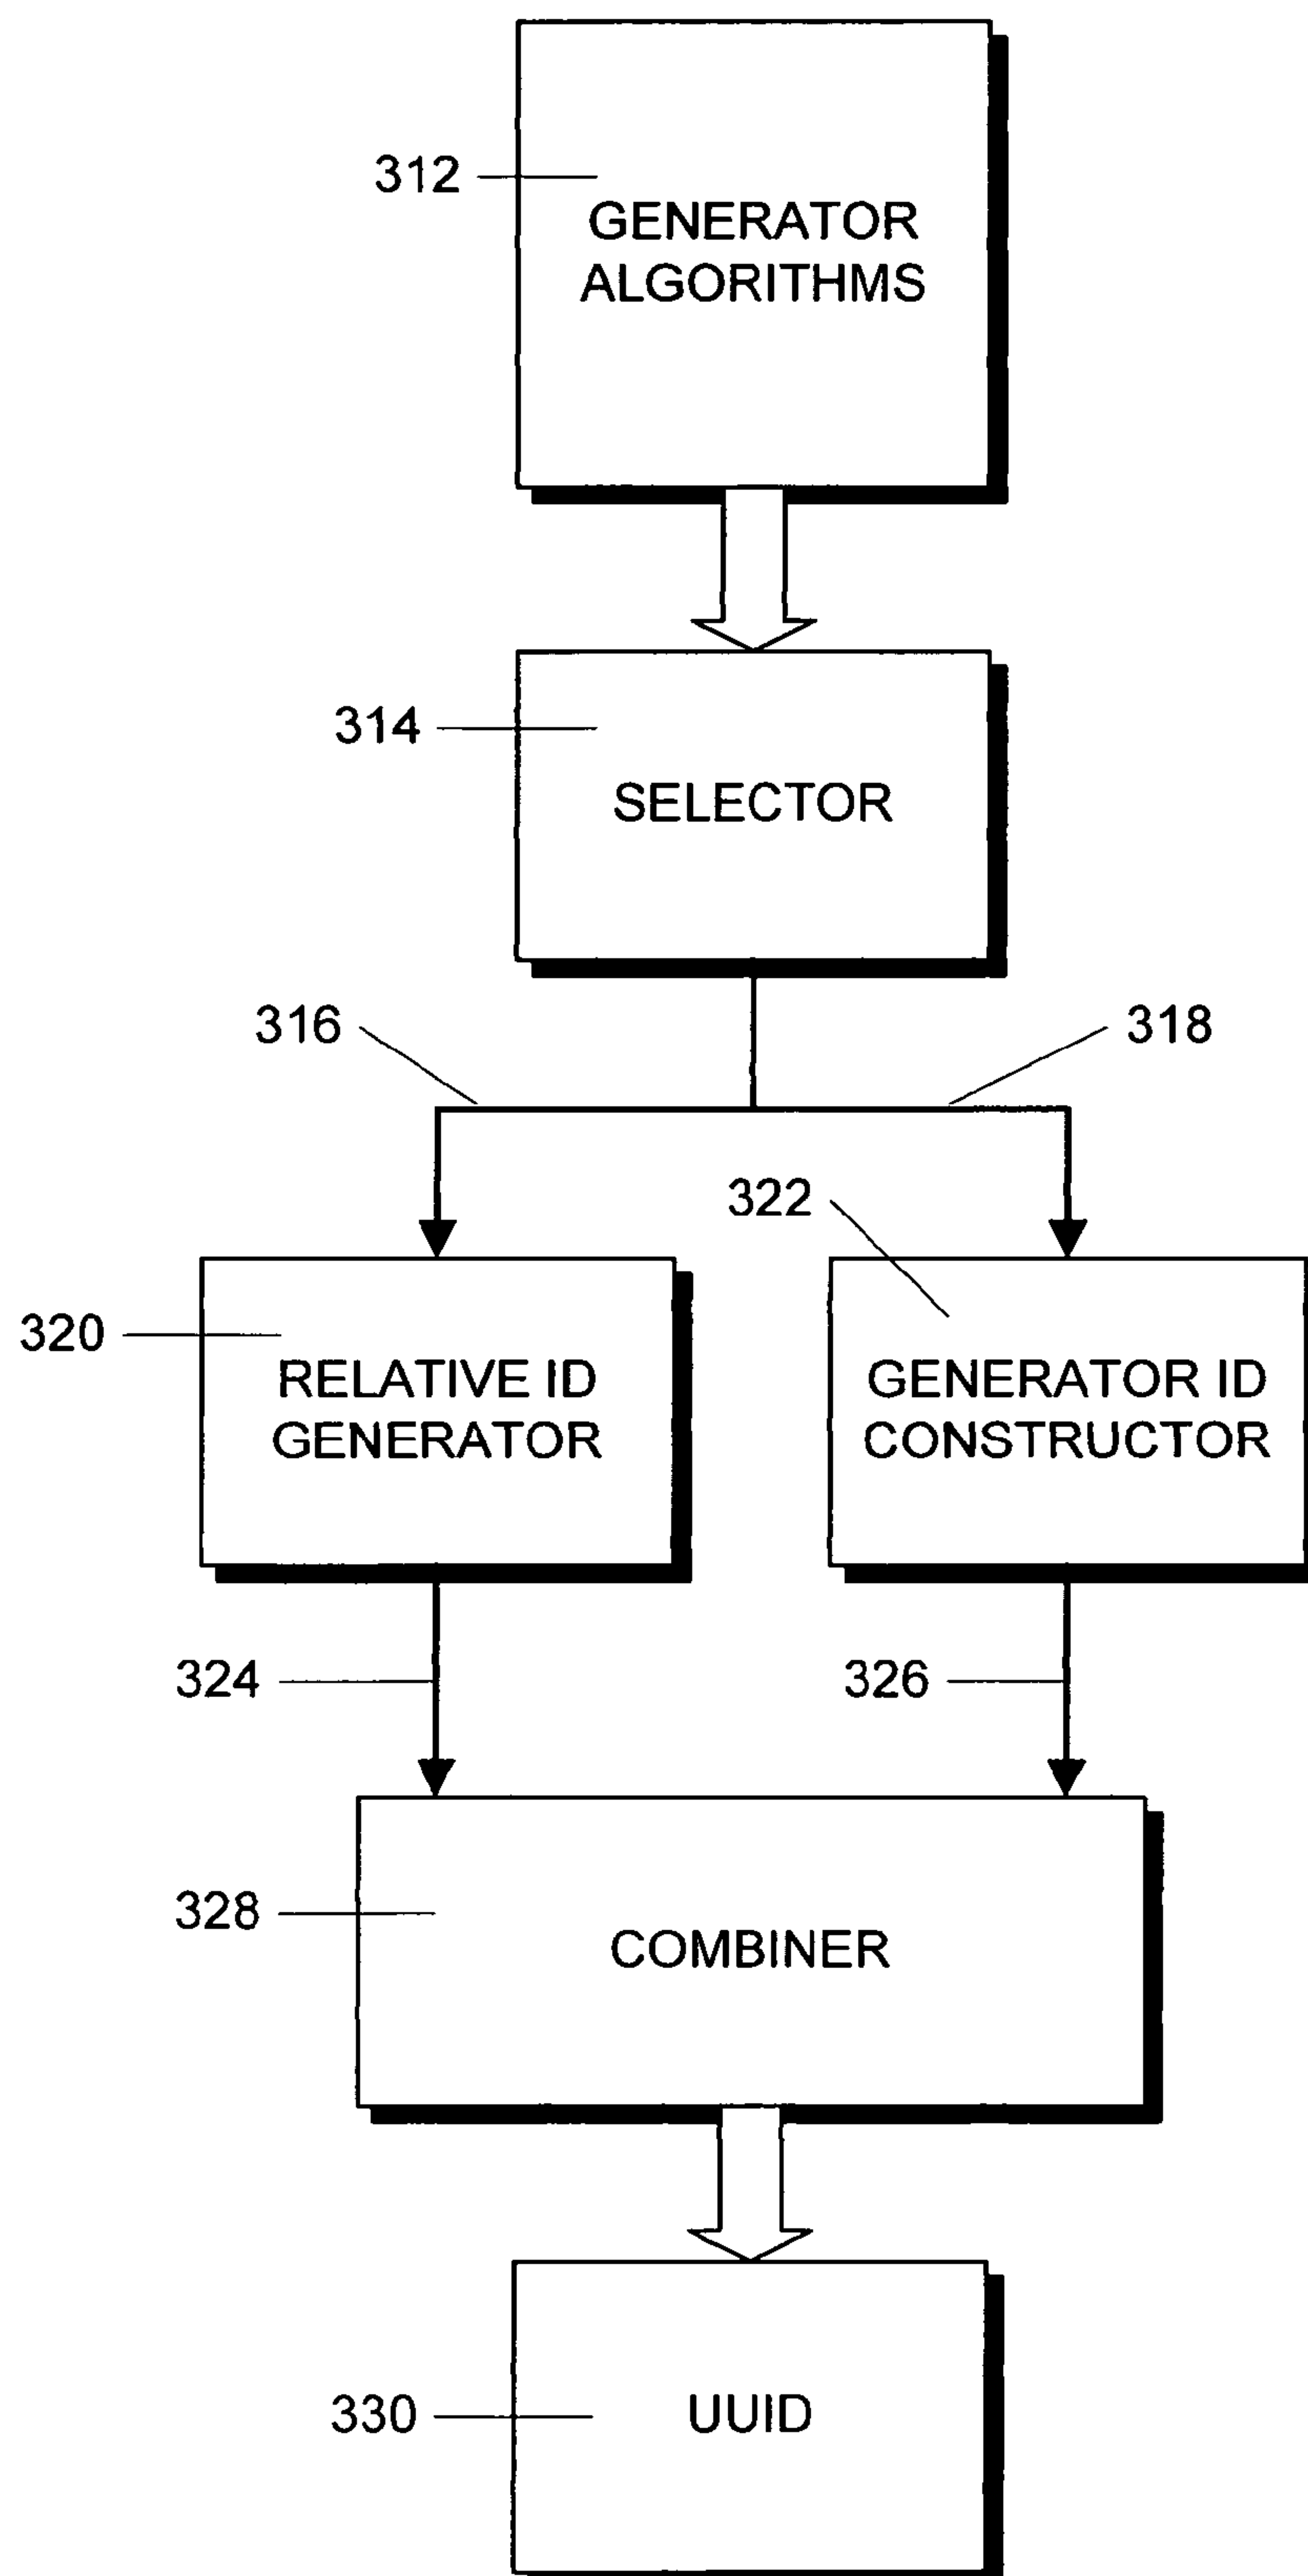 312
GENERATOR
ALGORITHMS
314
SELECTOR
316
318
322
320
RELATIVE ID
GENERATOR
GENERATOR ID
CONSTRUCTOR
324
326
328
COMBINER
330
UUID